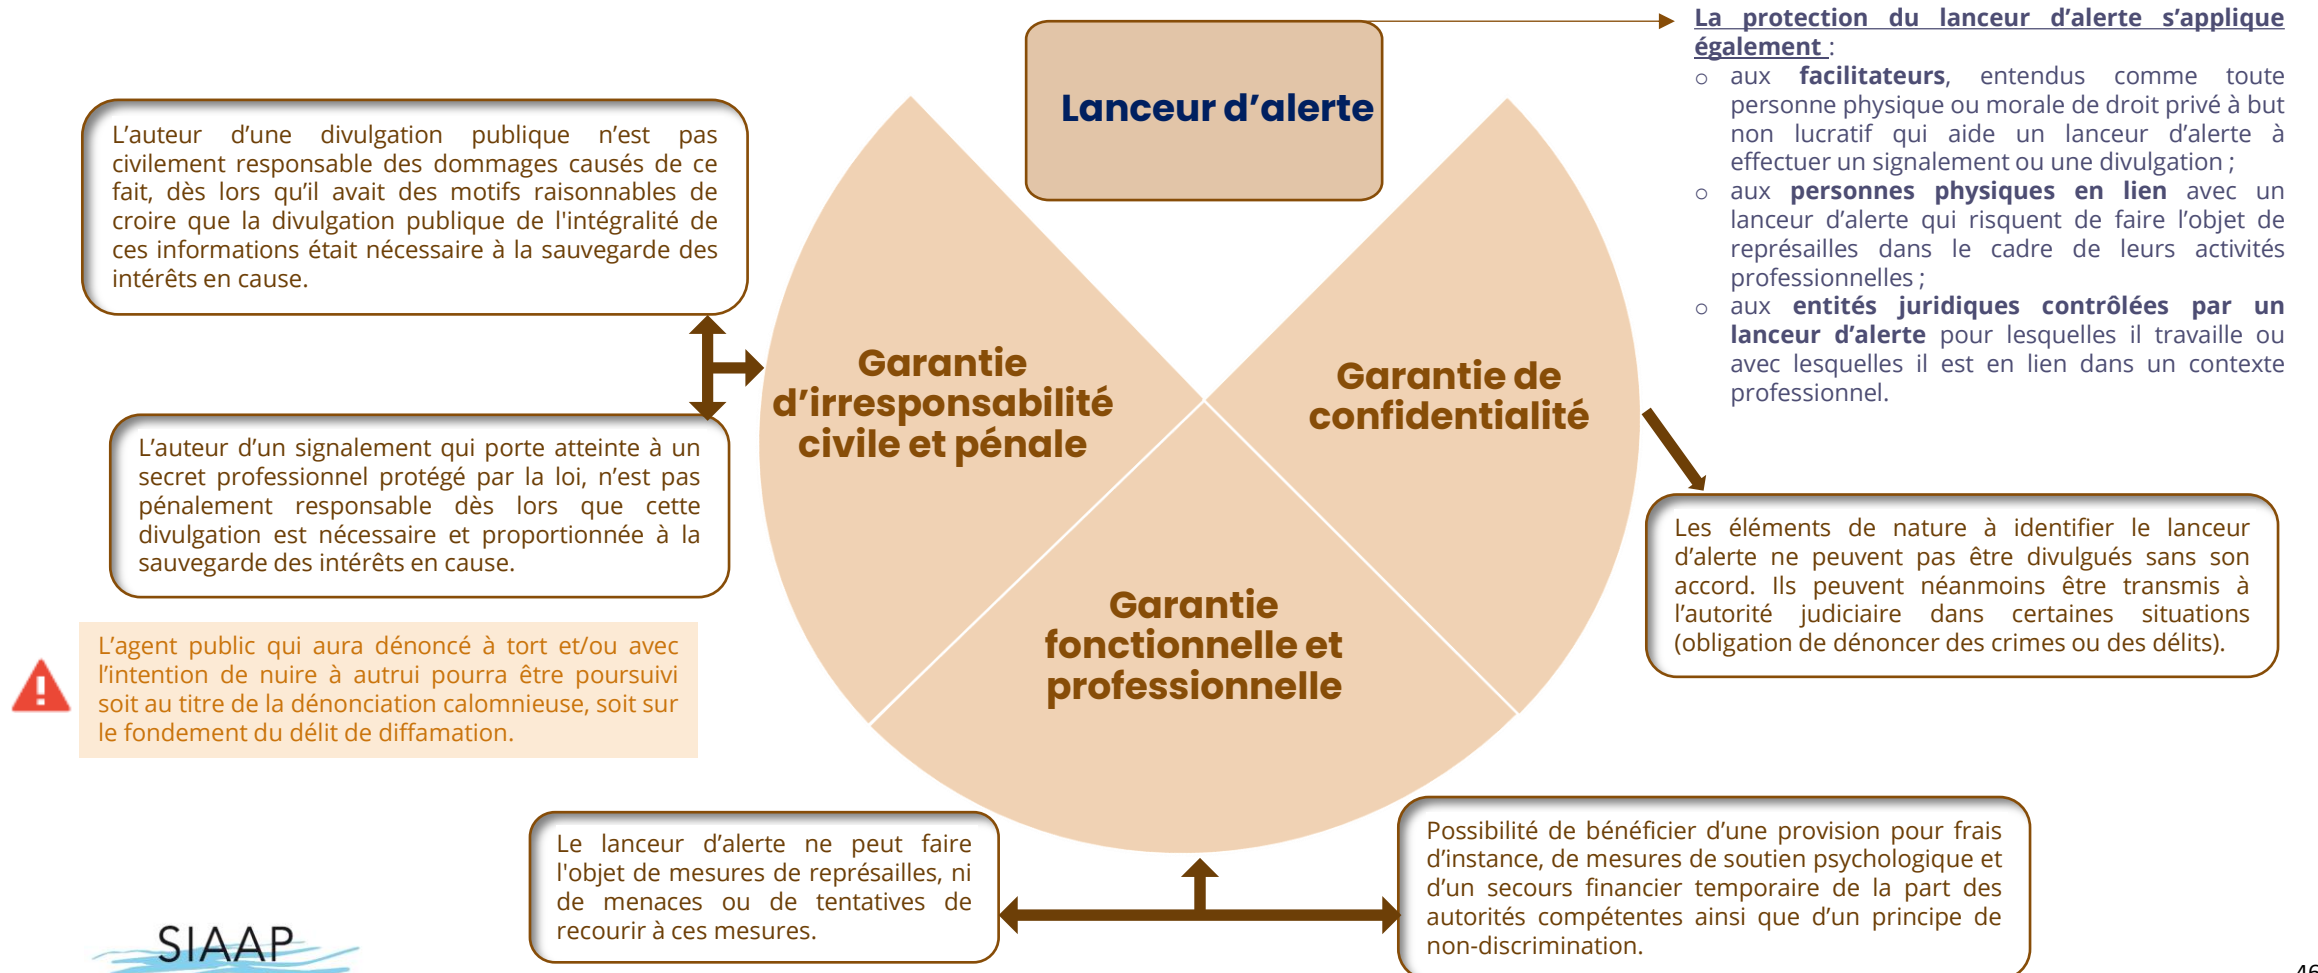 Lanceur d’alerte
La protection du lanceur d’alerte s’applique
également :
o aux facilitateurs, entendus comme toute
personne physique ou morale de droit privé à but
non lucratif qui aide un lanceur d’alerte à
effectuer un signalement ou une divulgation ;
o aux personnes physiques en lien avec un
lanceur d’alerte qui risquent de faire l’objet de
représailles dans le cadre de leurs activités
professionnelles ;
o aux entités juridiques contrôlées par un
lanceur d’alerte pour lesquelles il travaille ou
avec lesquelles il est en lien dans un contexte
professionnel.
L’auteur d’une divulgation publique n’est pas
civilement responsable des dommages causés de ce
fait, dès lors qu’il avait des motifs raisonnables de
croire que la divulgation publique de l'intégralité de
ces informations était nécessaire à la sauvegarde des
intérêts en cause.
Garantie
d’irresponsabilité
civile et pénale
Garantie de
confidentialité
L’auteur d’un signalement qui porte atteinte à un
secret professionnel protégé par la loi, n’est pas
pénalement responsable dès lors que cette
divulgation est nécessaire et proportionnée à la
sauvegarde des intérêts en cause.
Les éléments de nature à identifier le lanceur
d’alerte ne peuvent pas être divulgués sans son
accord. Ils peuvent néanmoins être transmis à
l’autorité judiciaire dans certaines situations
(obligation de dénoncer des crimes ou des délits).
Garantie
fonctionnelle et
professionnelle
L’agent public qui aura dénoncé à tort et/ou avec
l’intention de nuire à autrui pourra être poursuivi
soit au titre de la dénonciation calomnieuse, soit sur
le fondement du délit de diffamation.
Le lanceur d’alerte ne peut faire
l'objet de mesures de représailles, ni
de menaces ou de tentatives de
recourir à ces mesures.
Possibilité de bénéficier d’une provision pour frais
d’instance, de mesures de soutien psychologique et
d’un secours financier temporaire de la part des
autorités compétentes ainsi que d’un principe de
non-discrimination.
SIAAP
46